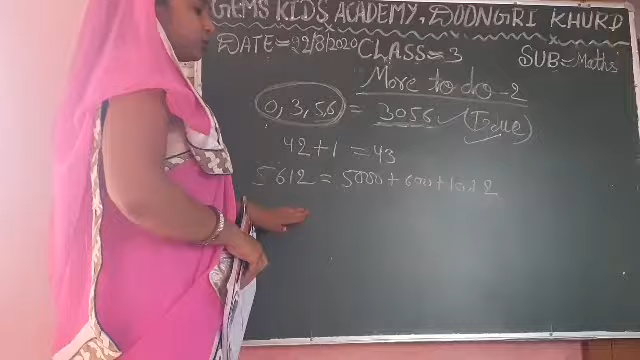 GEMS KIDS ACADEMY, DOONGRI KHURD
DATE=22/8/2020 CLASS=3 SUB=Maths
More to do-2
0, 3, 5, 6 = 3056 (True)
42+1 =43
5612 = 5000+600+10+2